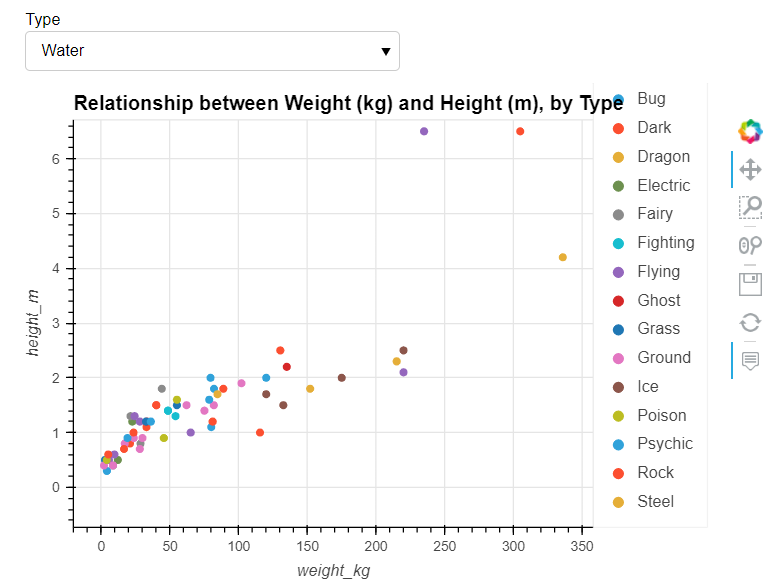 Type
Water
Relationship between Weight (kg) and Height (m), by Type
Bug
Dark
Dragon
Electric
Fairy
Fighting
Flying
Ghost
Grass
Ground
Ice
Poison
Psychic
Rock
Steel
height_m
6
5
4
3
2
1
0
0 50 100 150 200 250 300 350
weight_kg